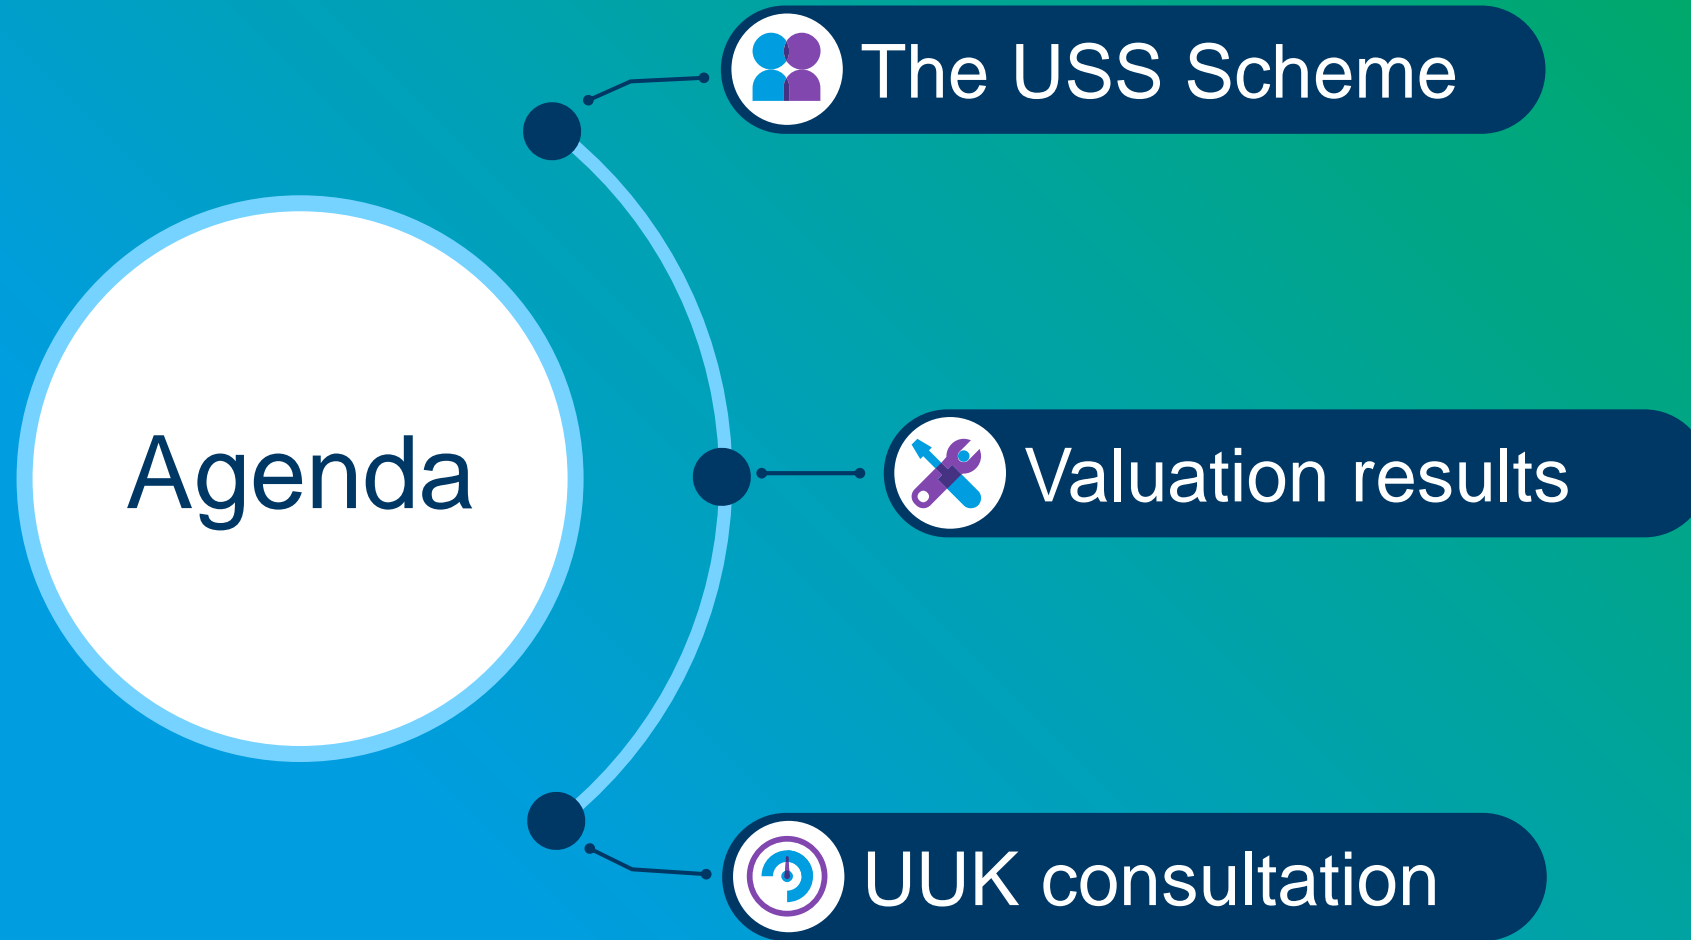 Agenda
The USS Scheme
Valuation results
UUK consultation